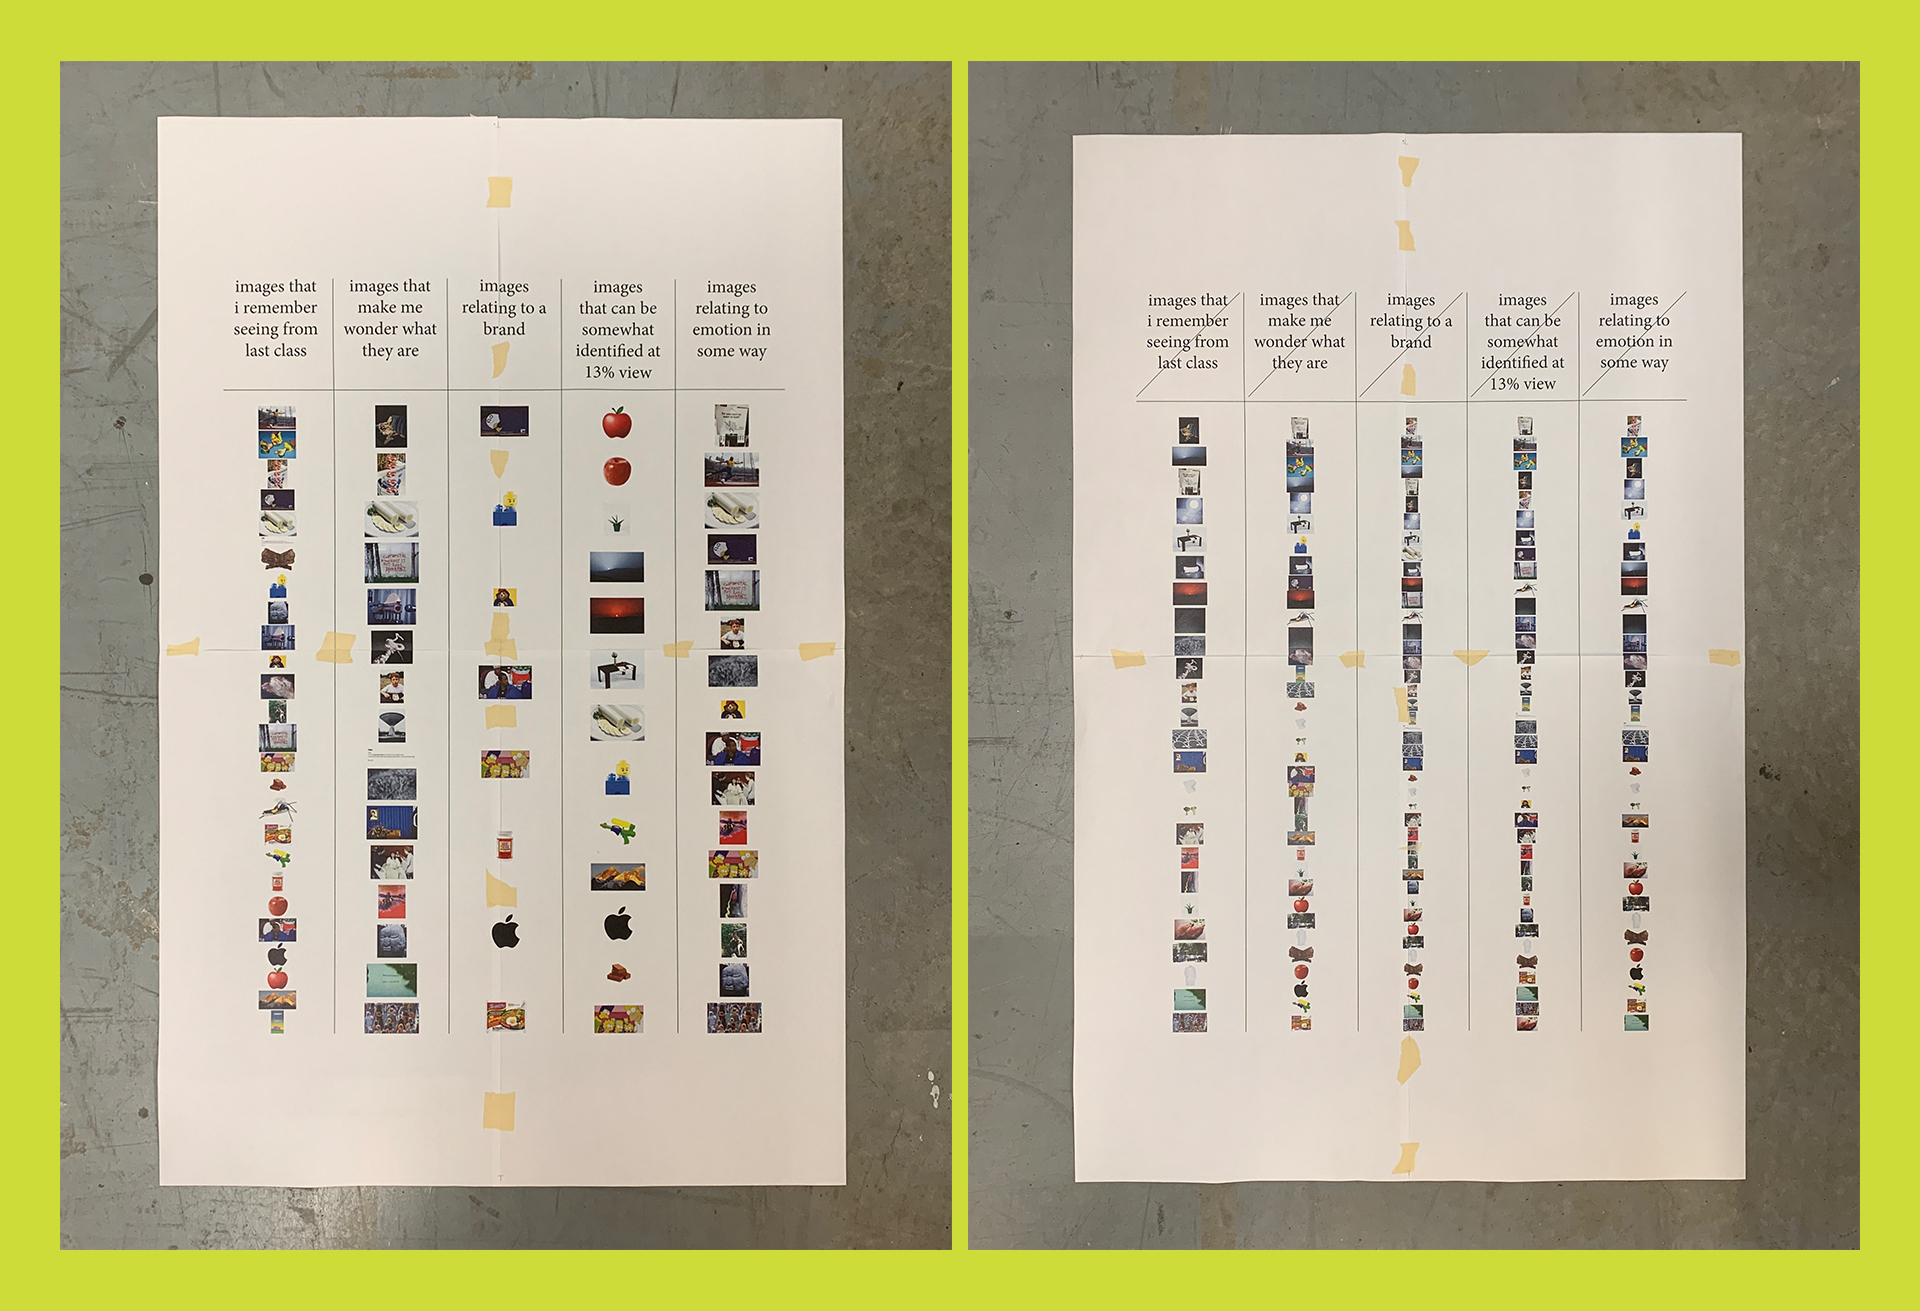 images that
i remember
seeing from
last class
images that
make me
wonder what
they are
images
relating to a
brand
images
that can be
somewhat
identified at
13% view
images
relating to
emotion in
some way
images that
i remember
seeing from
last class
images that
make me
wonder what
they are
images
relating to a
brand
images
that can be
somewhat
identified at
13% view
images
relating to
emotion in
some way